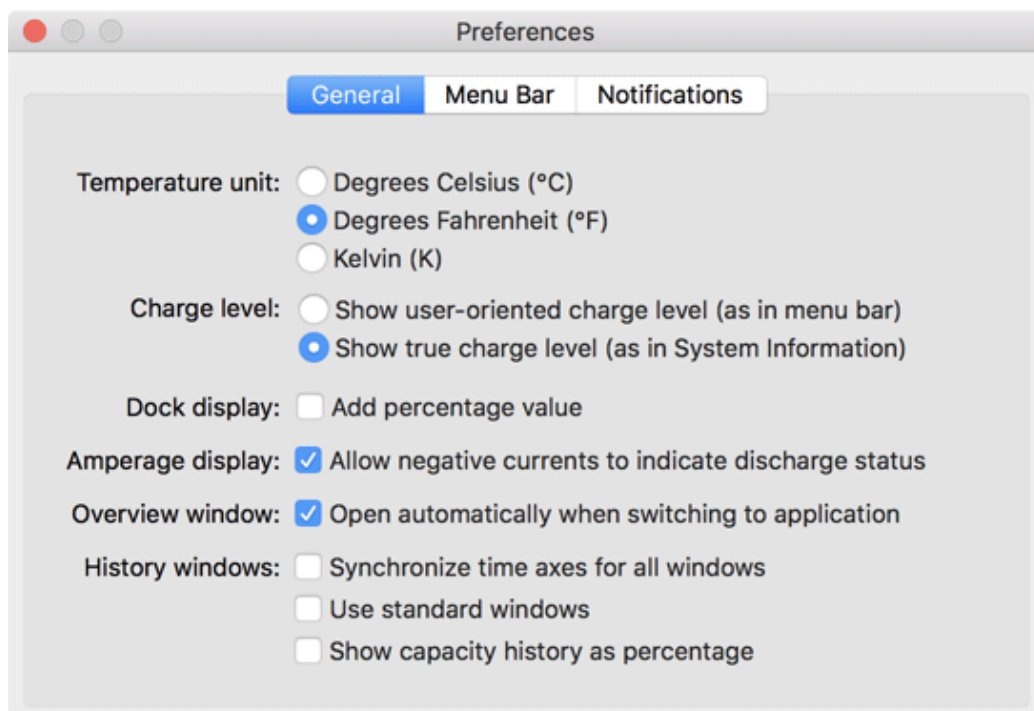 Preferences
General Menu Bar Notifications
Temperature unit: Degrees Celsius (°C)
Degrees Fahrenheit (°F)
Kelvin (K)
Charge level: Show user-oriented charge level (as in menu bar)
Show true charge level (as in System Information)
Dock display: Add percentage value
Amperage display: Allow negative currents to indicate discharge status
Overview window: Open automatically when switching to application
History windows: Synchronize time axes for all windows
Use standard windows
Show capacity history as percentage